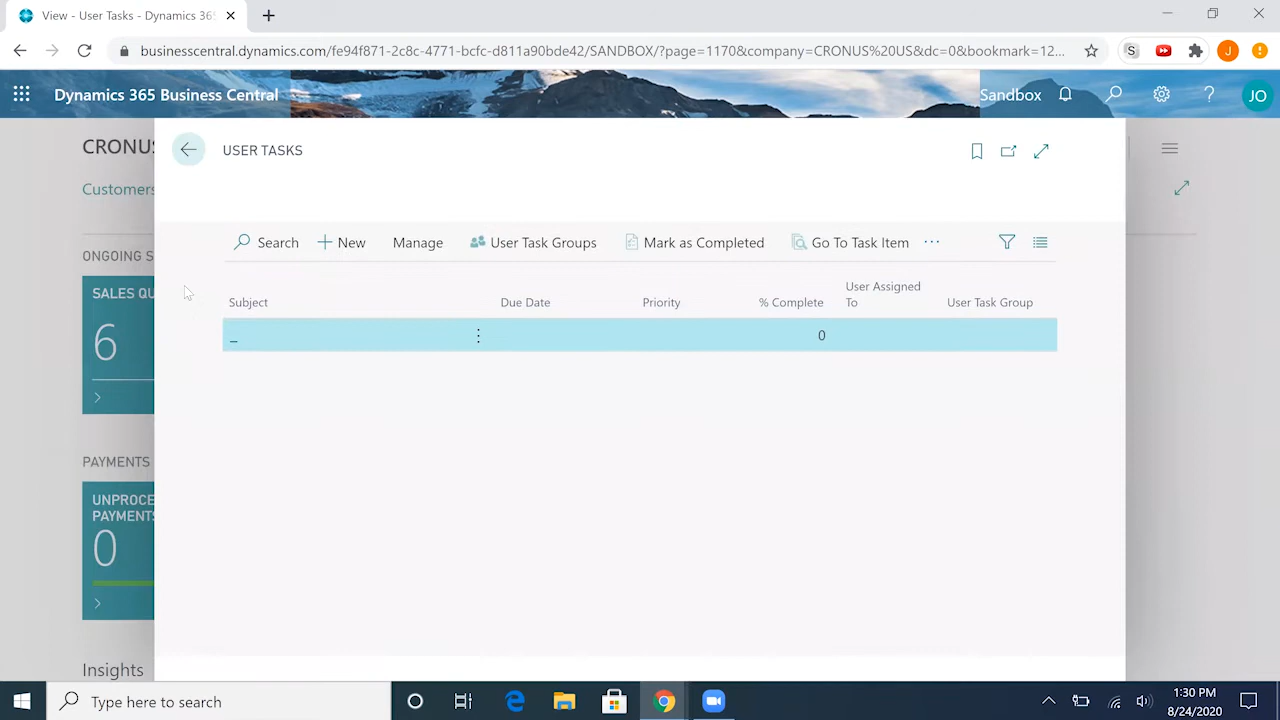 View - User Tasks - Dynamics 365
businesscentral.dynamics.com/fe94f871-2c8c-4771-bcfc-d811a90bde42/SANDBOX/?page=1170&company=CRONUS%20US&dc=0&bookmark=12...
S
J
Dynamics 365 Business Central
Sandbox
?
JO
CRONUS
USER TASKS
Customers
Search
New
Manage
User Task Groups
Mark as Completed
Go To Task Item
...
ONGOING S
SALES QU
6
Subject
Due Date
Priority
% Complete
User Assigned
To
User Task Group
_
0
PAYMENTS
UNPROCE
PAYMENTS
0
Insights
Type here to search
1:30 PM
8/24/2020